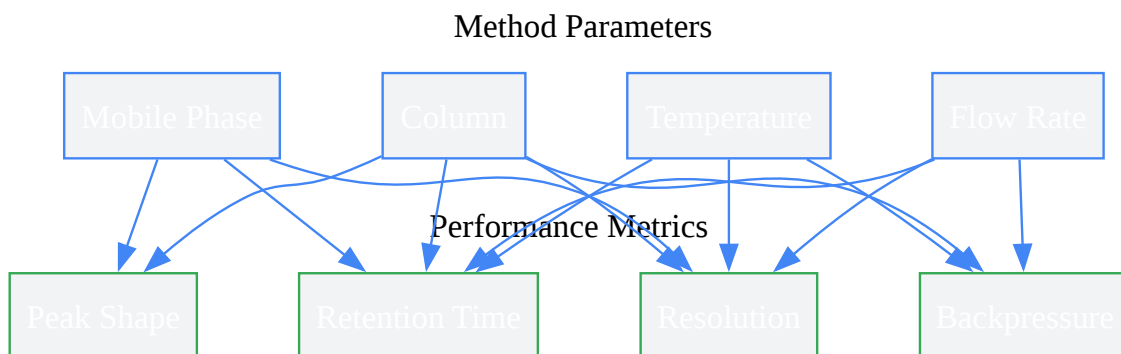 Method Parameters
Mobile Phase
Column
Temperature
Flow Rate
Performance Metrics
Peak Shape
Retention Time
Resolution
Backpressure